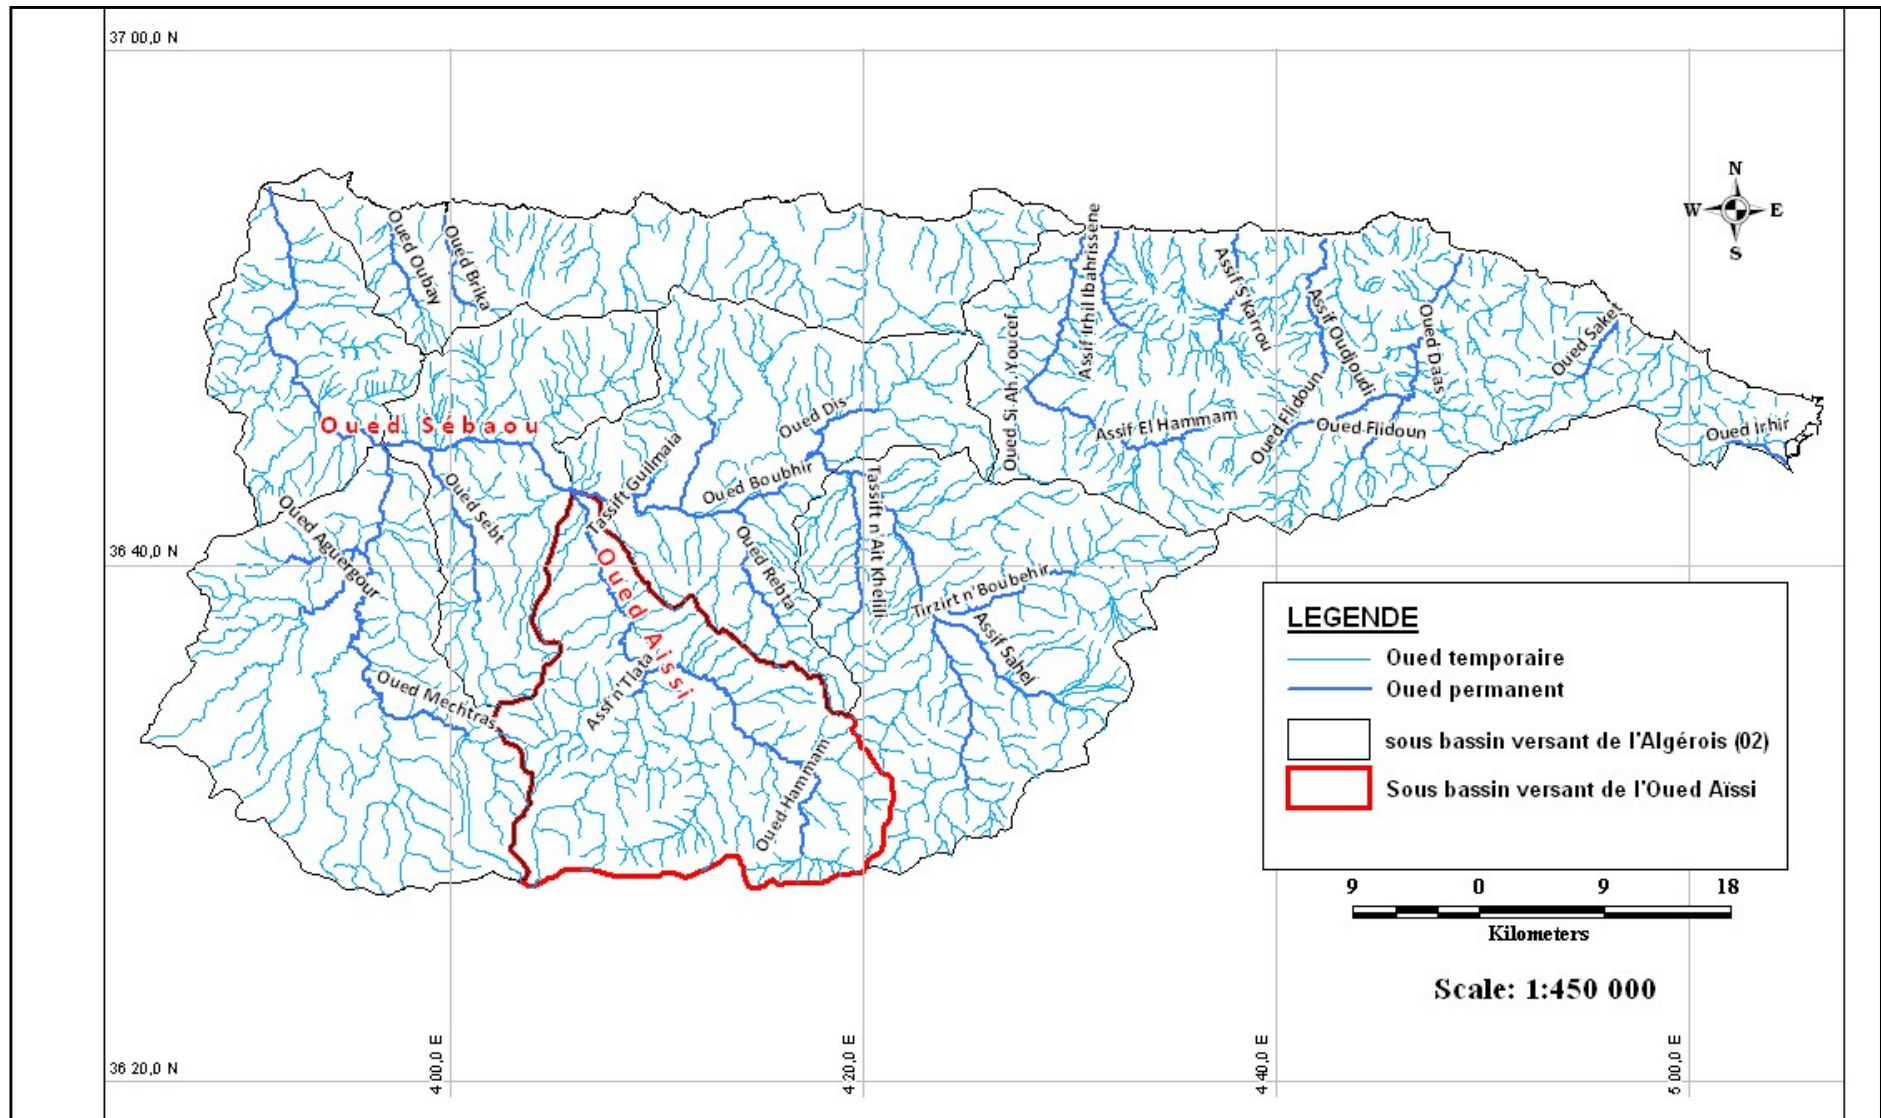 37 00,0 N
N
W E
S
Oued Oubay
Oued Brika
Assif Irhil Ibahrissene
Assif S'karrou
Assif Oudjoudi
Oued Daas
Oued Saket
Oued Si Ah. Youcef
Oued Sébaou
Oued Dis
Tassift Guilmaia
Oued Boubhir
Assif El Hammam
Oued Flidoun
Oued Flidoun
Oued Irhir
Oued Sebt
Oued Aguergour
Tassift n'Ait Khelili
Oued Rebta
36 40,0 N
Oued Aissi
Tirzirt n'Boubehir
Assif Sahel
Assf n'Tlata
Oued Mechtras
Oued Hammam
LEGENDE
Oued temporaire
Oued permanent
sous bassin versant de l'Algérois (02)
Sous bassin versant de l'Oued Aïssi
9 0 9 18
Kilometers
Scale: 1:450 000
36 20,0 N
4 00,0 E
4 20,0 E
4 40,0 E
5 00,0 E